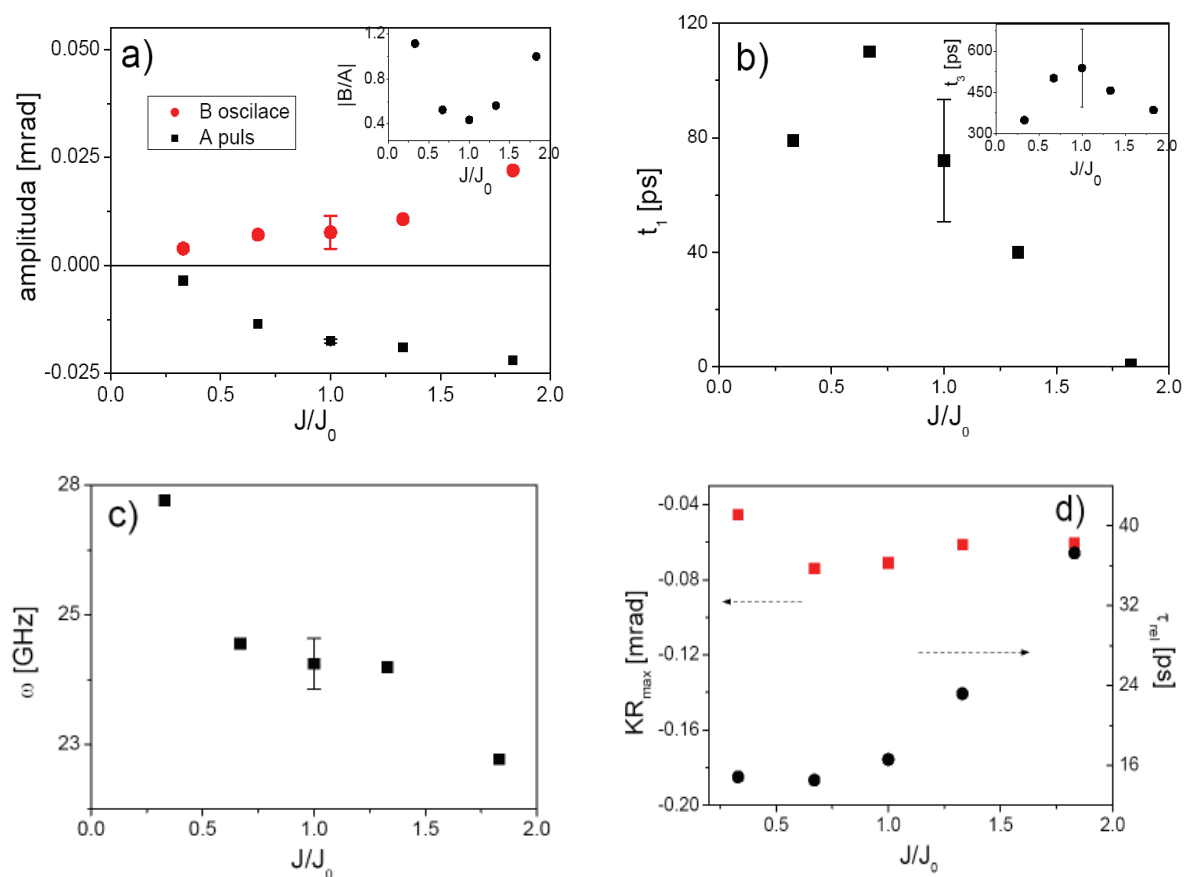 a)
amplituda [mrad]
0.050
0.025
0.000
-0.025
0.0 0.5 1.0 1.5 2.0
J/J₀
B oscilace
A puls
|B/A|
1.2
0.8
0.4
0.0 0.5 1.0 1.5 2.0
J/J₀
b)
t₁ [ps]
120
80
40
0
0.0 0.5 1.0 1.5 2.0
J/J₀
t₃ [ps]
600
450
300
0.0 0.5 1.0 1.5 2.0
J/J₀
c)
ω [GHz]
28
25
23
0.0 0.5 1.0 1.5 2.0
J/J₀
d)
KRmax [mrad]
-0.04
-0.08
-0.12
-0.16
-0.20
0.5 1.0 1.5 2.0
J/J₀
40
32
24
16
τrel [ps]